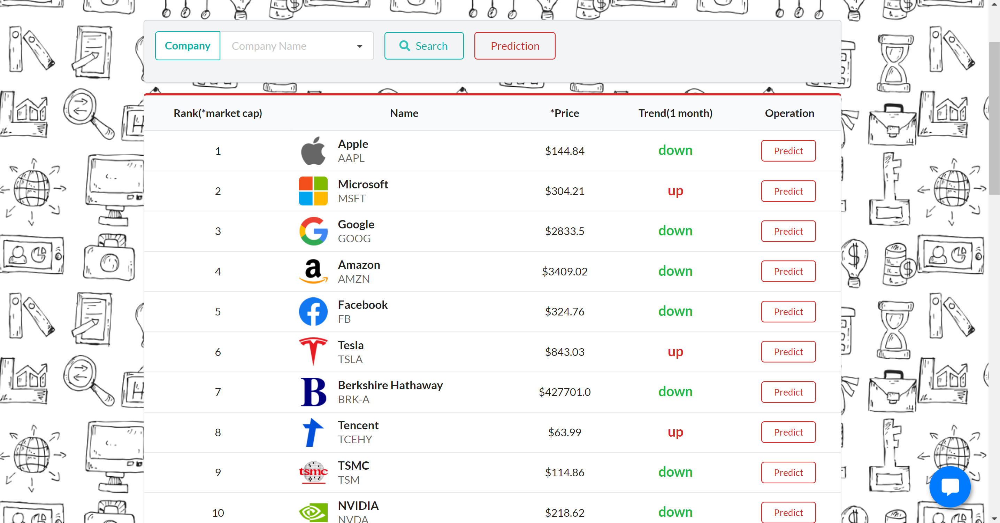 Company Company Name Search Prediction
Rank(*market cap) Name *Price Trend(1 month) Operation
1 Apple $144.84 down Predict
AAPL
2 Microsoft $304.21 up Predict
MSFT
3 Google $2833.5 down Predict
GOOG
4 Amazon $3409.02 down Predict
AMZN
5 Facebook $324.76 down Predict
FB
6 Tesla $843.03 up Predict
TSLA
7 Berkshire Hathaway $427701.0 down Predict
BRK-A
8 Tencent $63.99 up Predict
TCEHY
9 tsmc TSMC $114.86 down Predict
TSM
10 NVIDIA $218.62 down Predict
NVDA